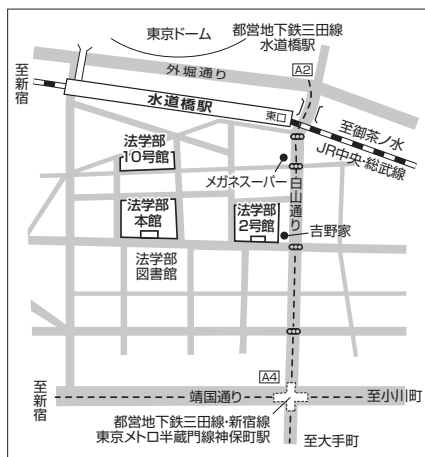 東京ドーム
都営地下鉄三田線
水道橋駅
外堀通り
A2
至新宿
水道橋駅
東口
至御茶ノ水
JR中央・総武線
法学部
10号館
メガネスーパー
白山通り
法学部
本館
法学部
2号館
吉野家
法学部
図書館
A4
至新宿
靖国通り
至小川町
都営地下鉄三田線・新宿線
東京メトロ半蔵門線神保町駅
至大手町